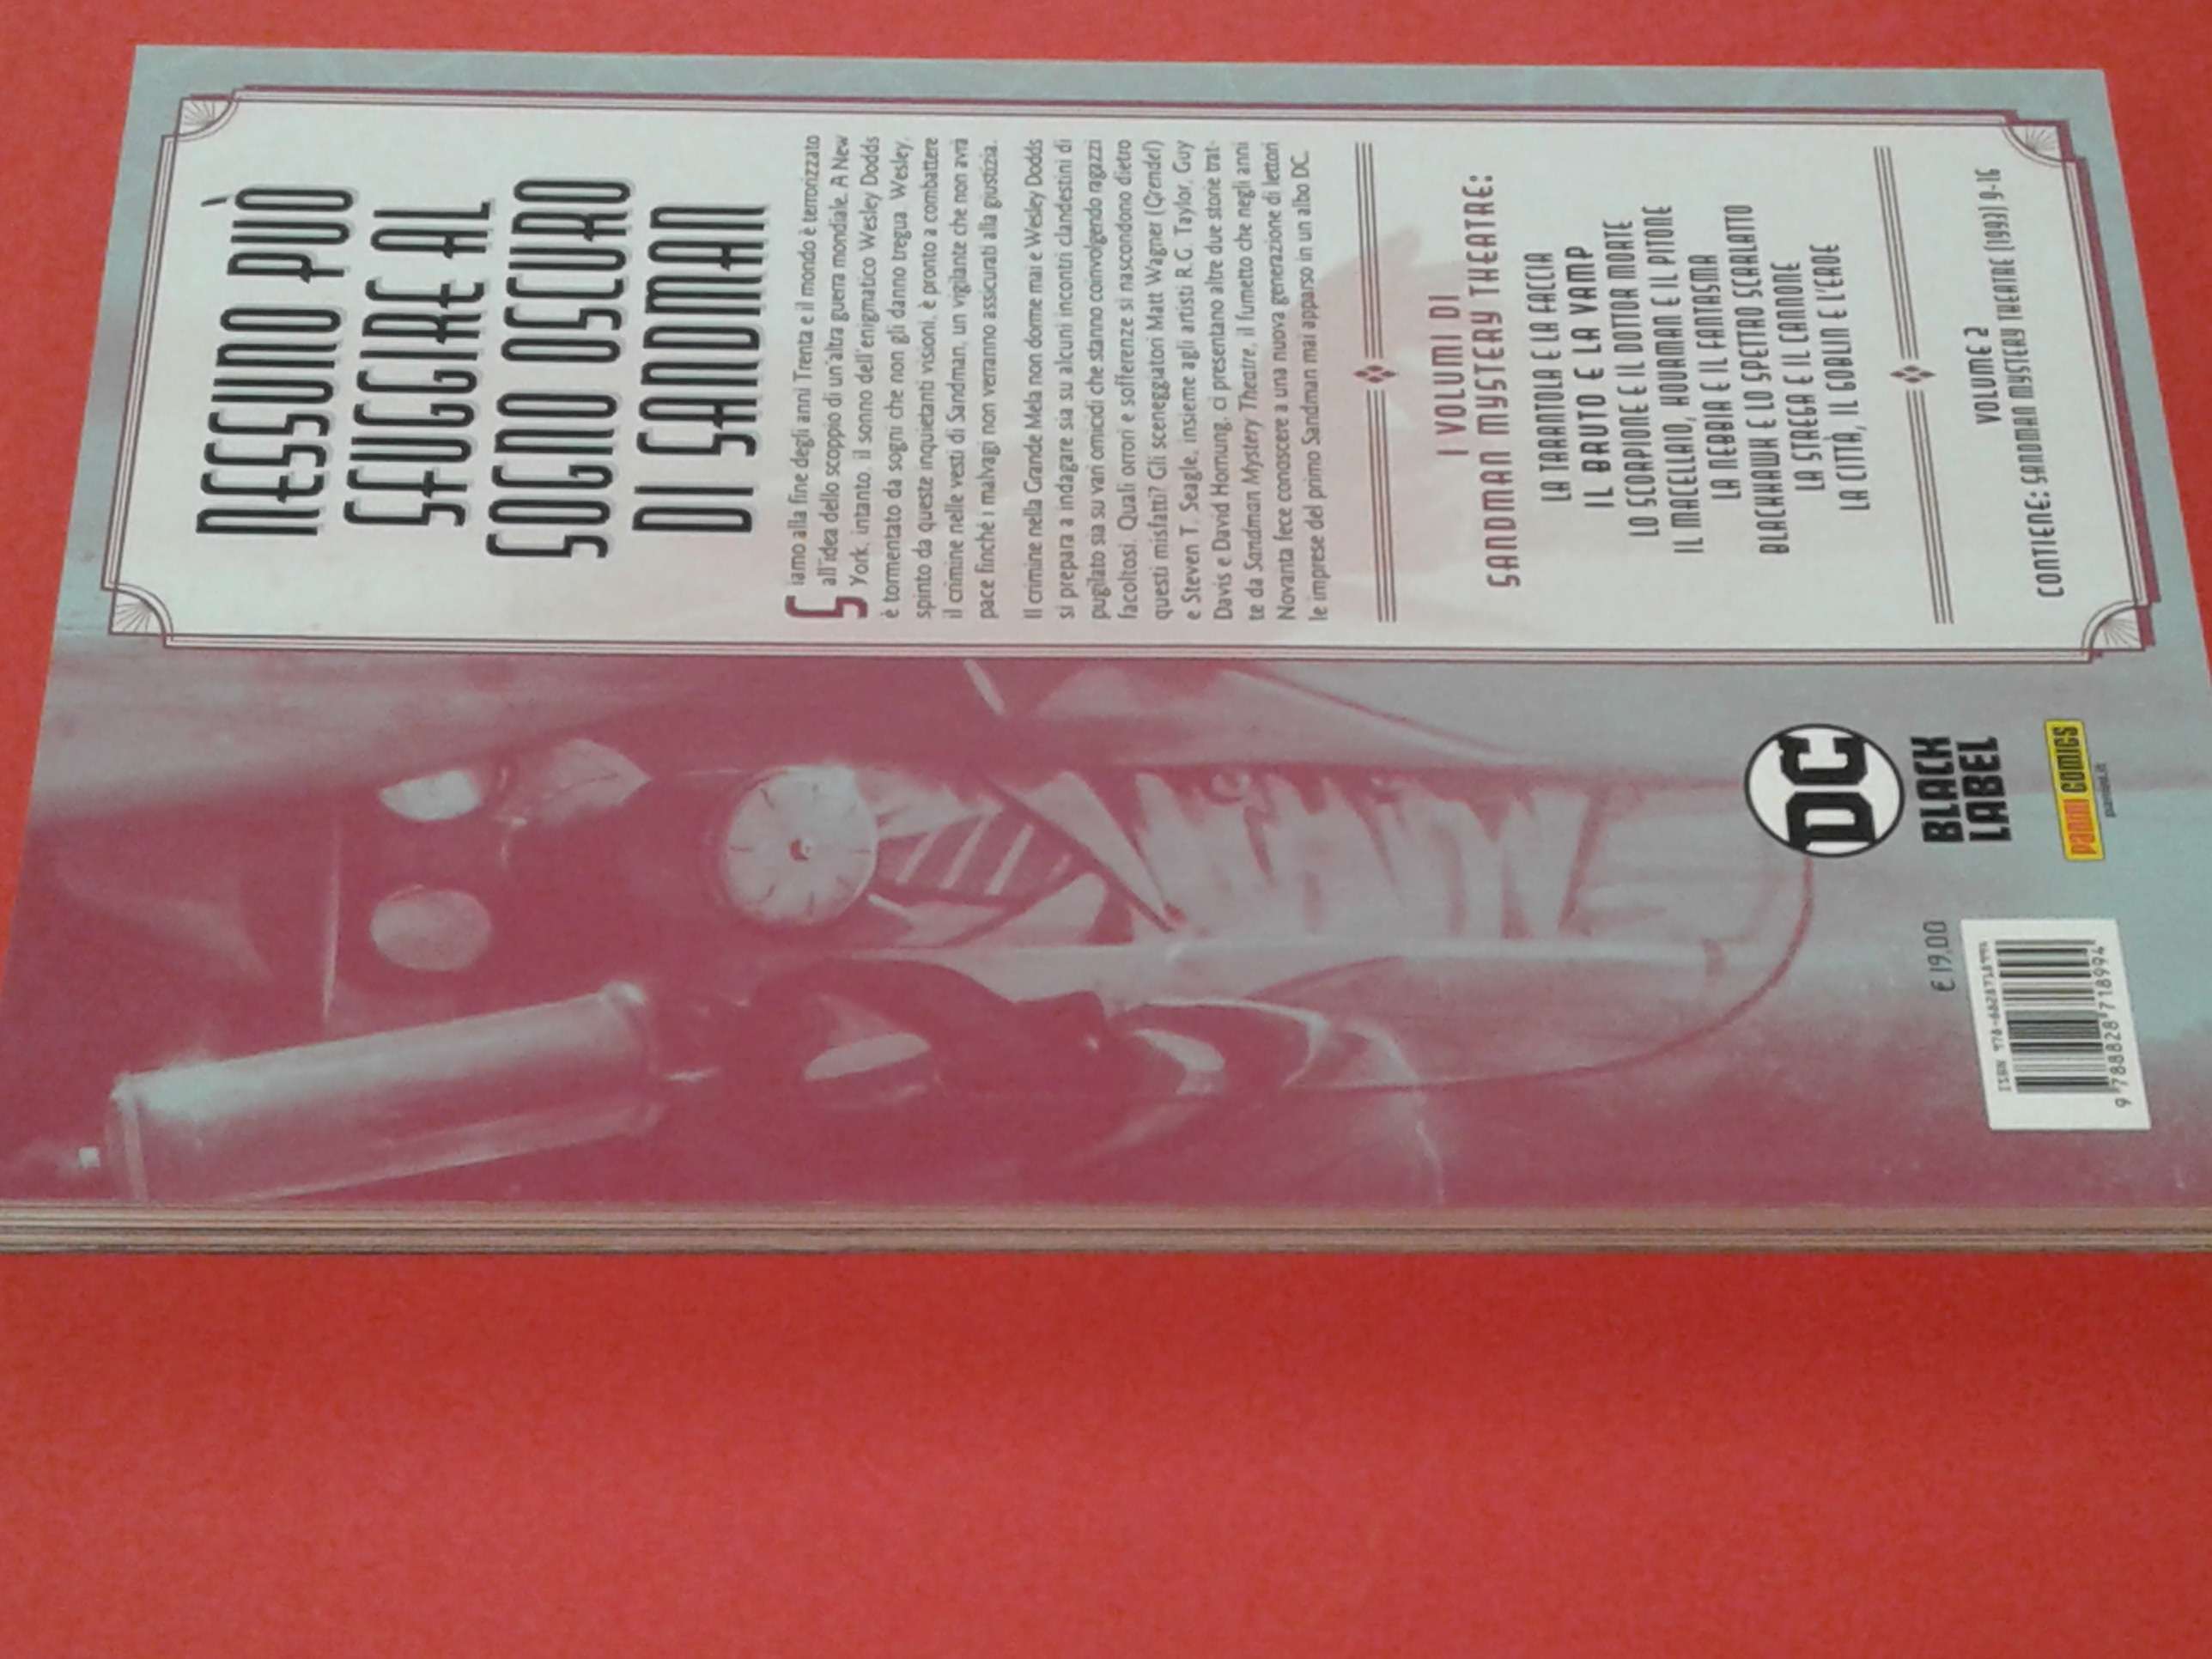 NESSUNO PUÒ
SFUGGIRE AL
SOGNO OSCURO
DI SANDMAN
Siamo alla fine degli anni Trenta e il mondo è terrorizzato
all'idea dello scoppio di un'altra guerra mondiale. A New
York, intanto, il sonno dell'enigmatico Wesley Dodds
è tormentato da sogni che non gli danno tregua. Wesley,
spinto da queste inquietanti visioni, è pronto a combattere
il crimine nelle vesti di Sandman, un vigilante che non avrà
pace finché i malvagi non verranno assicurati alla giustizia.
Il crimine nella Grande Mela non dorme mai e Wesley Dodds
si prepara a indagare sia su alcuni incontri clandestini di
pugilato sia su vari omicidi che stanno coinvolgendo ragazzi
facoltosi. Quali orrori e sofferenze si nascondono dietro
questi misfatti? Gli sceneggiatori Matt Wagner (Grendel)
e Steven T. Seagle, insieme agli artisti R.G. Taylor, Guy
Davis e David Hornung, ci presentano altre due storie trat-
te da Sandman Mystery Theatre, il fumetto che negli anni
Novanta fece conoscere a una nuova generazione di lettori
le imprese del primo Sandman mai apparso in un albo DC.
I VOLUMI DI
SANDMAN MYSTERY THEATRE:
LA TARANTOLA E LA FACCIA
IL BRUTO E LA VAMP
LO SCORPIONE E IL DOTTOR MORTE
IL MACELLAIO, HOURMAN E IL PITONE
LA NEBBIA E IL FANTASMA
BLACKHAWK E LO SPETTRO SCARLATTO
LA STREGA E IL CANNONE
LA CITTÀ, IL GOBLIN E L'EROE
VOLUME 2
CONTIENE: SANDMAN MYSTERY THEATRE (1993) 9-16
DC
BLACK
LABEL
PANINI COMICS
panini.it
€ 19,00
ISBN 978-8828718994
9 788828 718994